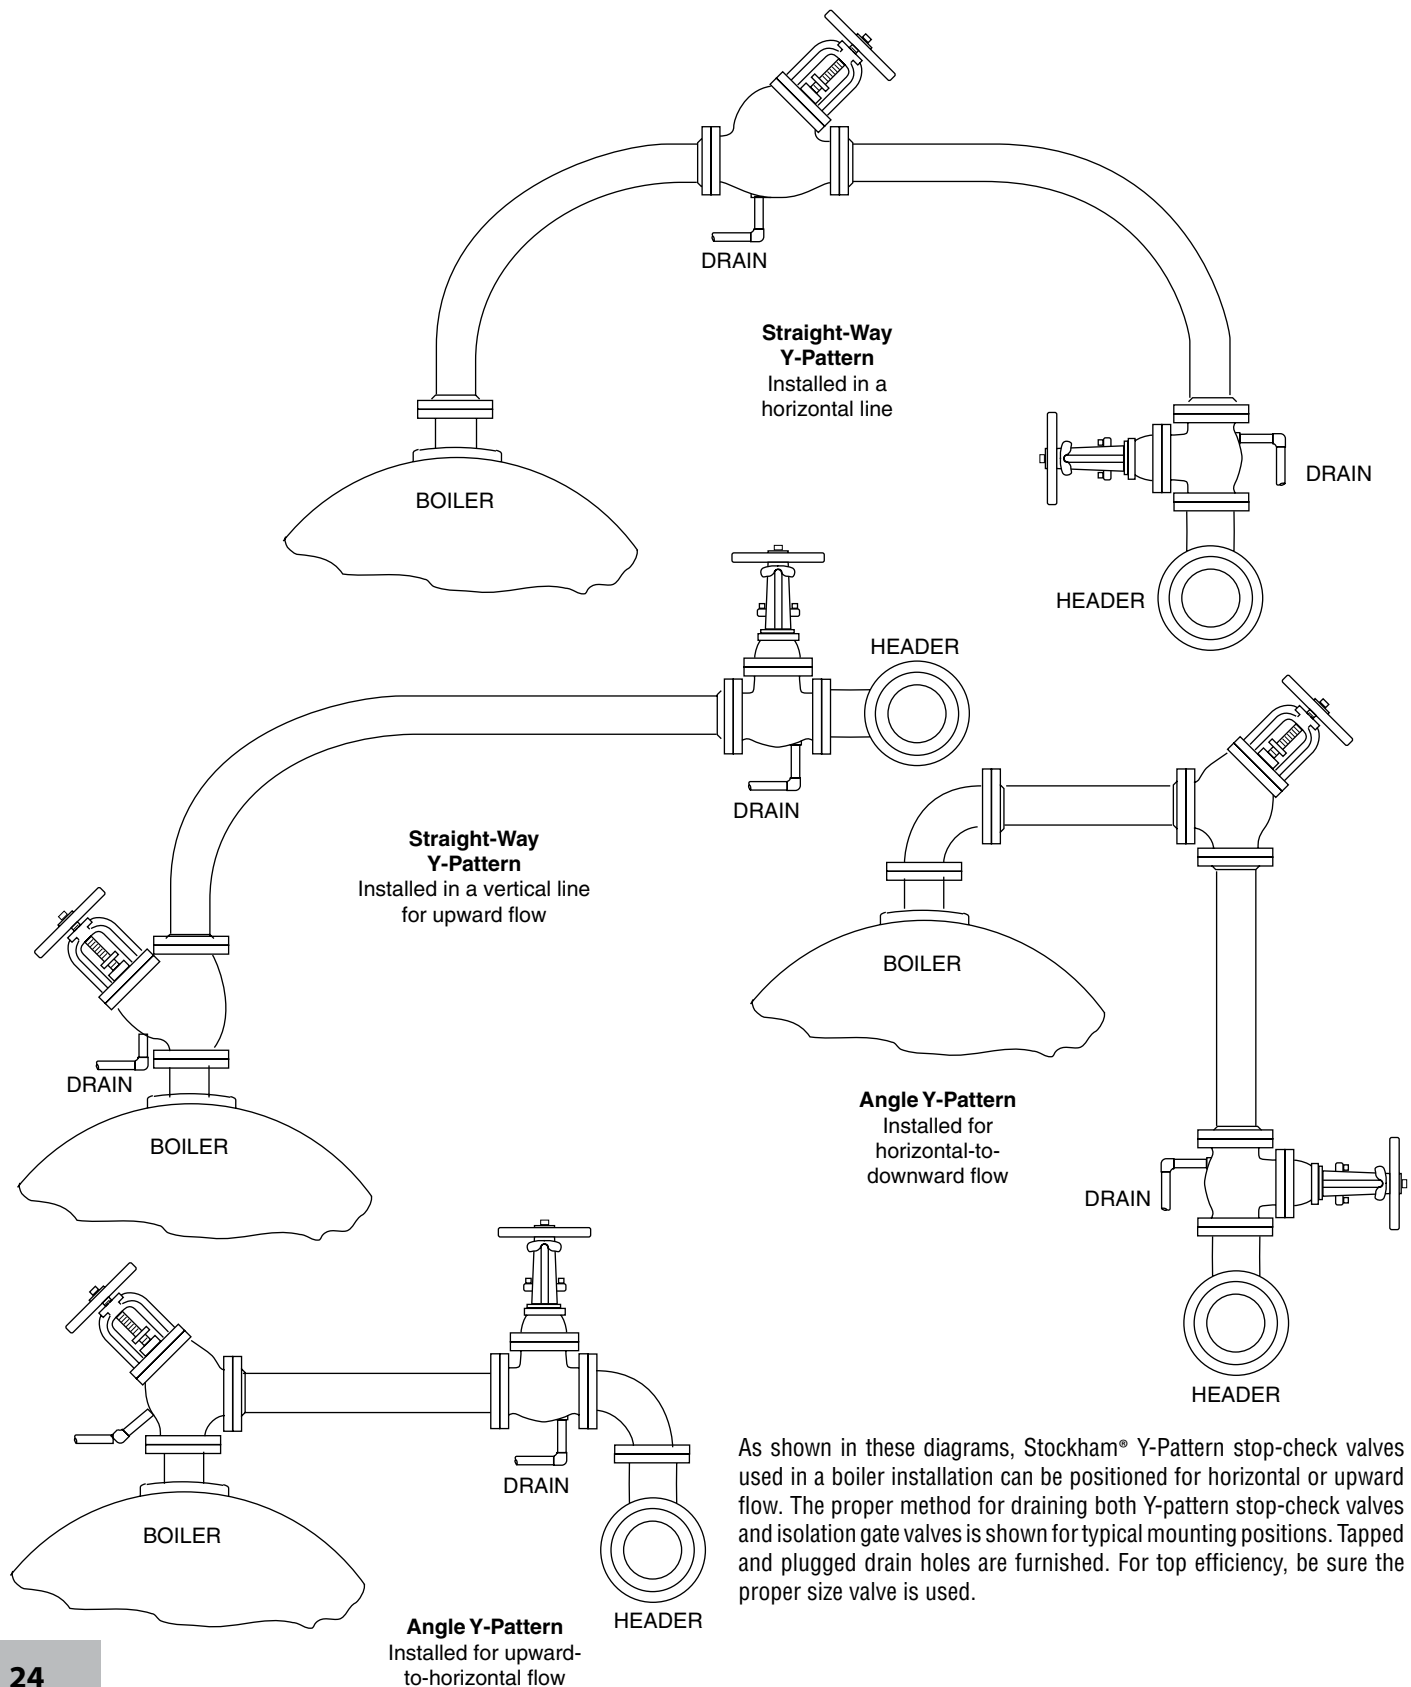 DRAIN
Straight-Way
Y-Pattern
Installed in a
horizontal line
BOILER
DRAIN
HEADER
HEADER
DRAIN
Straight-Way
Y-Pattern
Installed in a vertical line
for upward flow
DRAIN
BOILER
BOILER
Angle Y-Pattern
Installed for
horizontal-to-
downward flow
DRAIN
HEADER
DRAIN
BOILER
HEADER
Angle Y-Pattern
Installed for upward-
to-horizontal flow
As shown in these diagrams, Stockham® Y-Pattern stop-check valves
used in a boiler installation can be positioned for horizontal or upward
flow. The proper method for draining both Y-pattern stop-check valves
and isolation gate valves is shown for typical mounting positions. Tapped
and plugged drain holes are furnished. For top efficiency, be sure the
proper size valve is used.
24